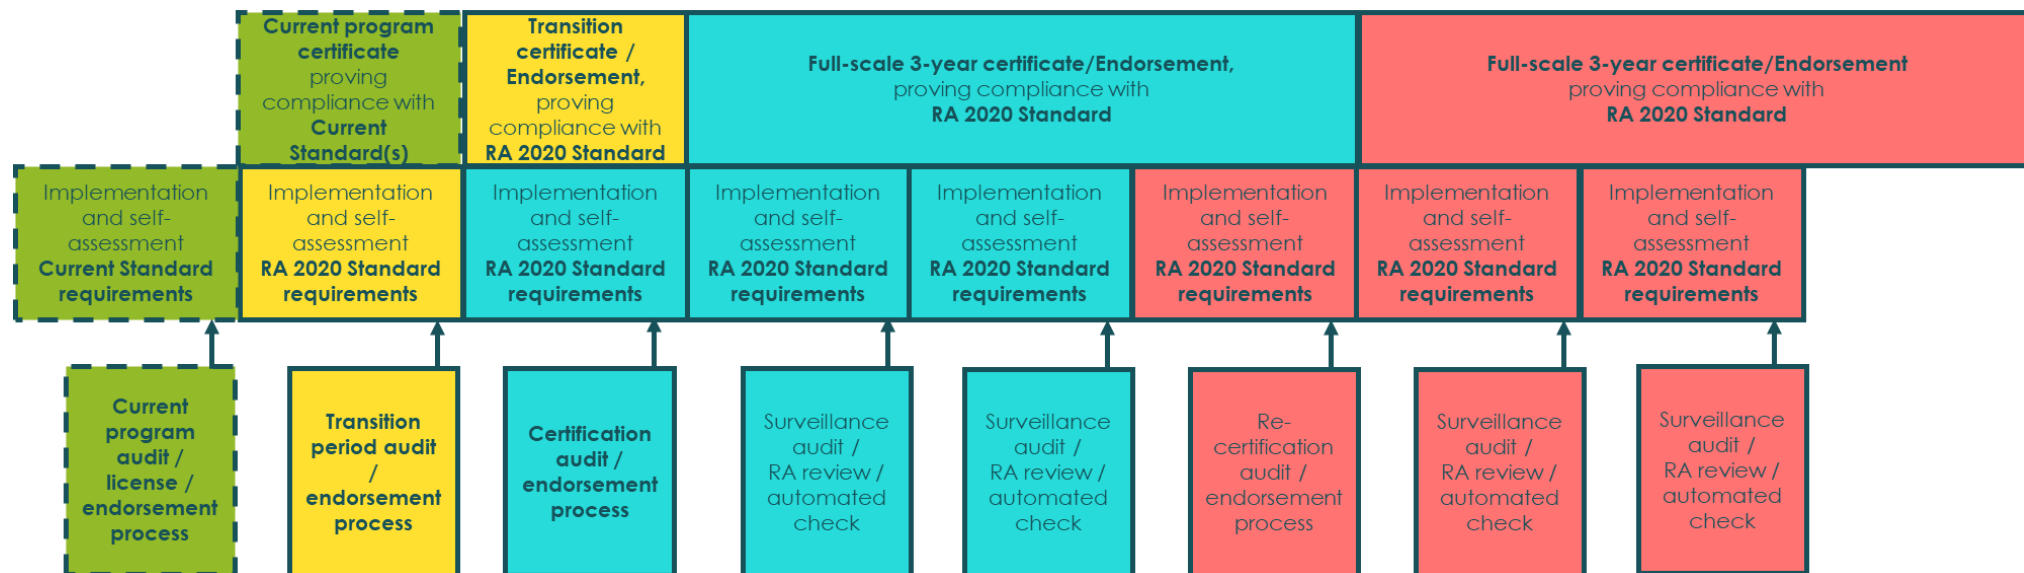 Current program
certificate
proving
compliance with
Current
Standard(s)
Transition
certificate /
Endorsement,
proving
compliance with
RA 2020 Standard
Full-scale 3-year certificate/Endorsement,
proving compliance with
RA 2020 Standard
Full-scale 3-year certificate/Endorsement
proving compliance with
RA 2020 Standard
Implementation
and self-
assessment
Current Standard
requirements
Implementation
and self-
assessment
RA 2020 Standard
requirements
Implementation
and self-
assessment
RA 2020 Standard
requirements
Implementation
and self-
assessment
RA 2020 Standard
requirements
Implementation
and self-
assessment
RA 2020 Standard
requirements
Implementation
and self-
assessment
RA 2020 Standard
requirements
Implementation
and self-
assessment
RA 2020 Standard
requirements
Implementation
and self-
assessment
RA 2020 Standard
requirements
Current
program
audit /
license /
endorsement
process
Transition
period audit
/
endorsement
process
Certification
audit /
endorsement
process
Surveillance
audit /
RA review /
automated
check
Surveillance
audit /
RA review /
automated
check
Re-
certification
audit /
endorsement
process
Surveillance
audit /
RA review /
automated
check
Surveillance
audit /
RA review /
automated
check